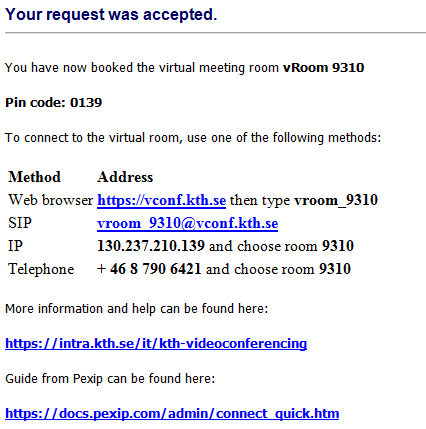 Your request was accepted.
You have now booked the virtual meeting room vRoom 9310
Pin code: 0139
To connect to the virtual room, use one of the following methods:
Method Address
Web browser https://vconf.kth.se then type vroom_9310
SIP vroom_9310@vconf.kth.se
IP 130.237.210.139 and choose room 9310
Telephone + 46 8 790 6421 and choose room 9310
More information and help can be found here:
https://intra.kth.se/it/kth-videoconferencing
Guide from Pexip can be found here:
https://docs.pexip.com/admin/connect_quick.htm